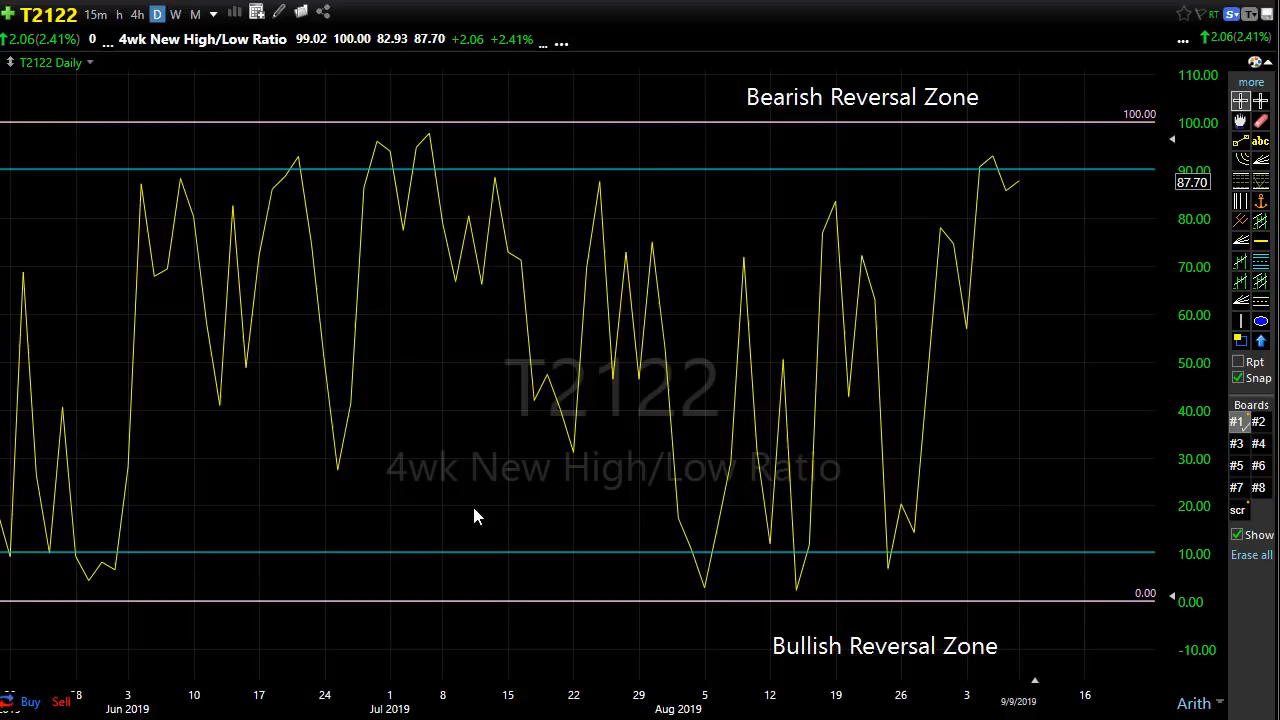 T2122 15m h 4h D W M RT S T
2.06(2.41%) 0 ... 4wk New High/Low Ratio 99.02 100.00 82.93 87.70 +2.06 +2.41% ... ... ... 2.06(2.41%)
T2122 Daily
more
110.00
Bearish Reversal Zone
100.00
100.00
abc
90.00
87.70
80.00
70.00
60.00
50.00
Rpt
Snap
T2122
40.00
Boards
#1 #2
#3 #4
30.00
4wk New High/Low Ratio
#5 #6
#7 #8
20.00
scr
Show
10.00
Erase all
0.00
0.00
Bullish Reversal Zone
-10.00
28 3 10 17 24 1 8 15 22 29 5 12 19 26 3 9/9/2019 16
Buy Sell
Jun 2019 Jul 2019 Aug 2019
Arith